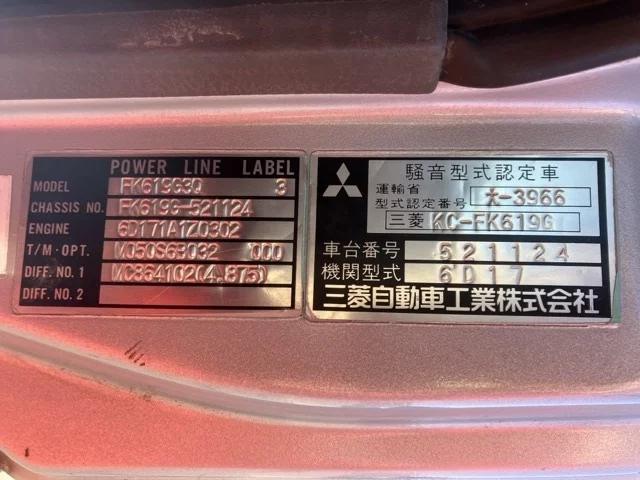 POWER LINE LABEL
MODEL FK619G3Q 3
CHASSIS NO. FK619G-521124
ENGINE 6D171A1Z0302
T/M・OPT. M050S63032 000
DIFF. NO. 1 MC864102(4.875)
DIFF. NO. 2
騒音型式認定車
運輸省
型式認定番号 大-3966
三菱 KC-FK619G
車台番号 521124
機関型式 6D17
三菱自動車工業株式会社